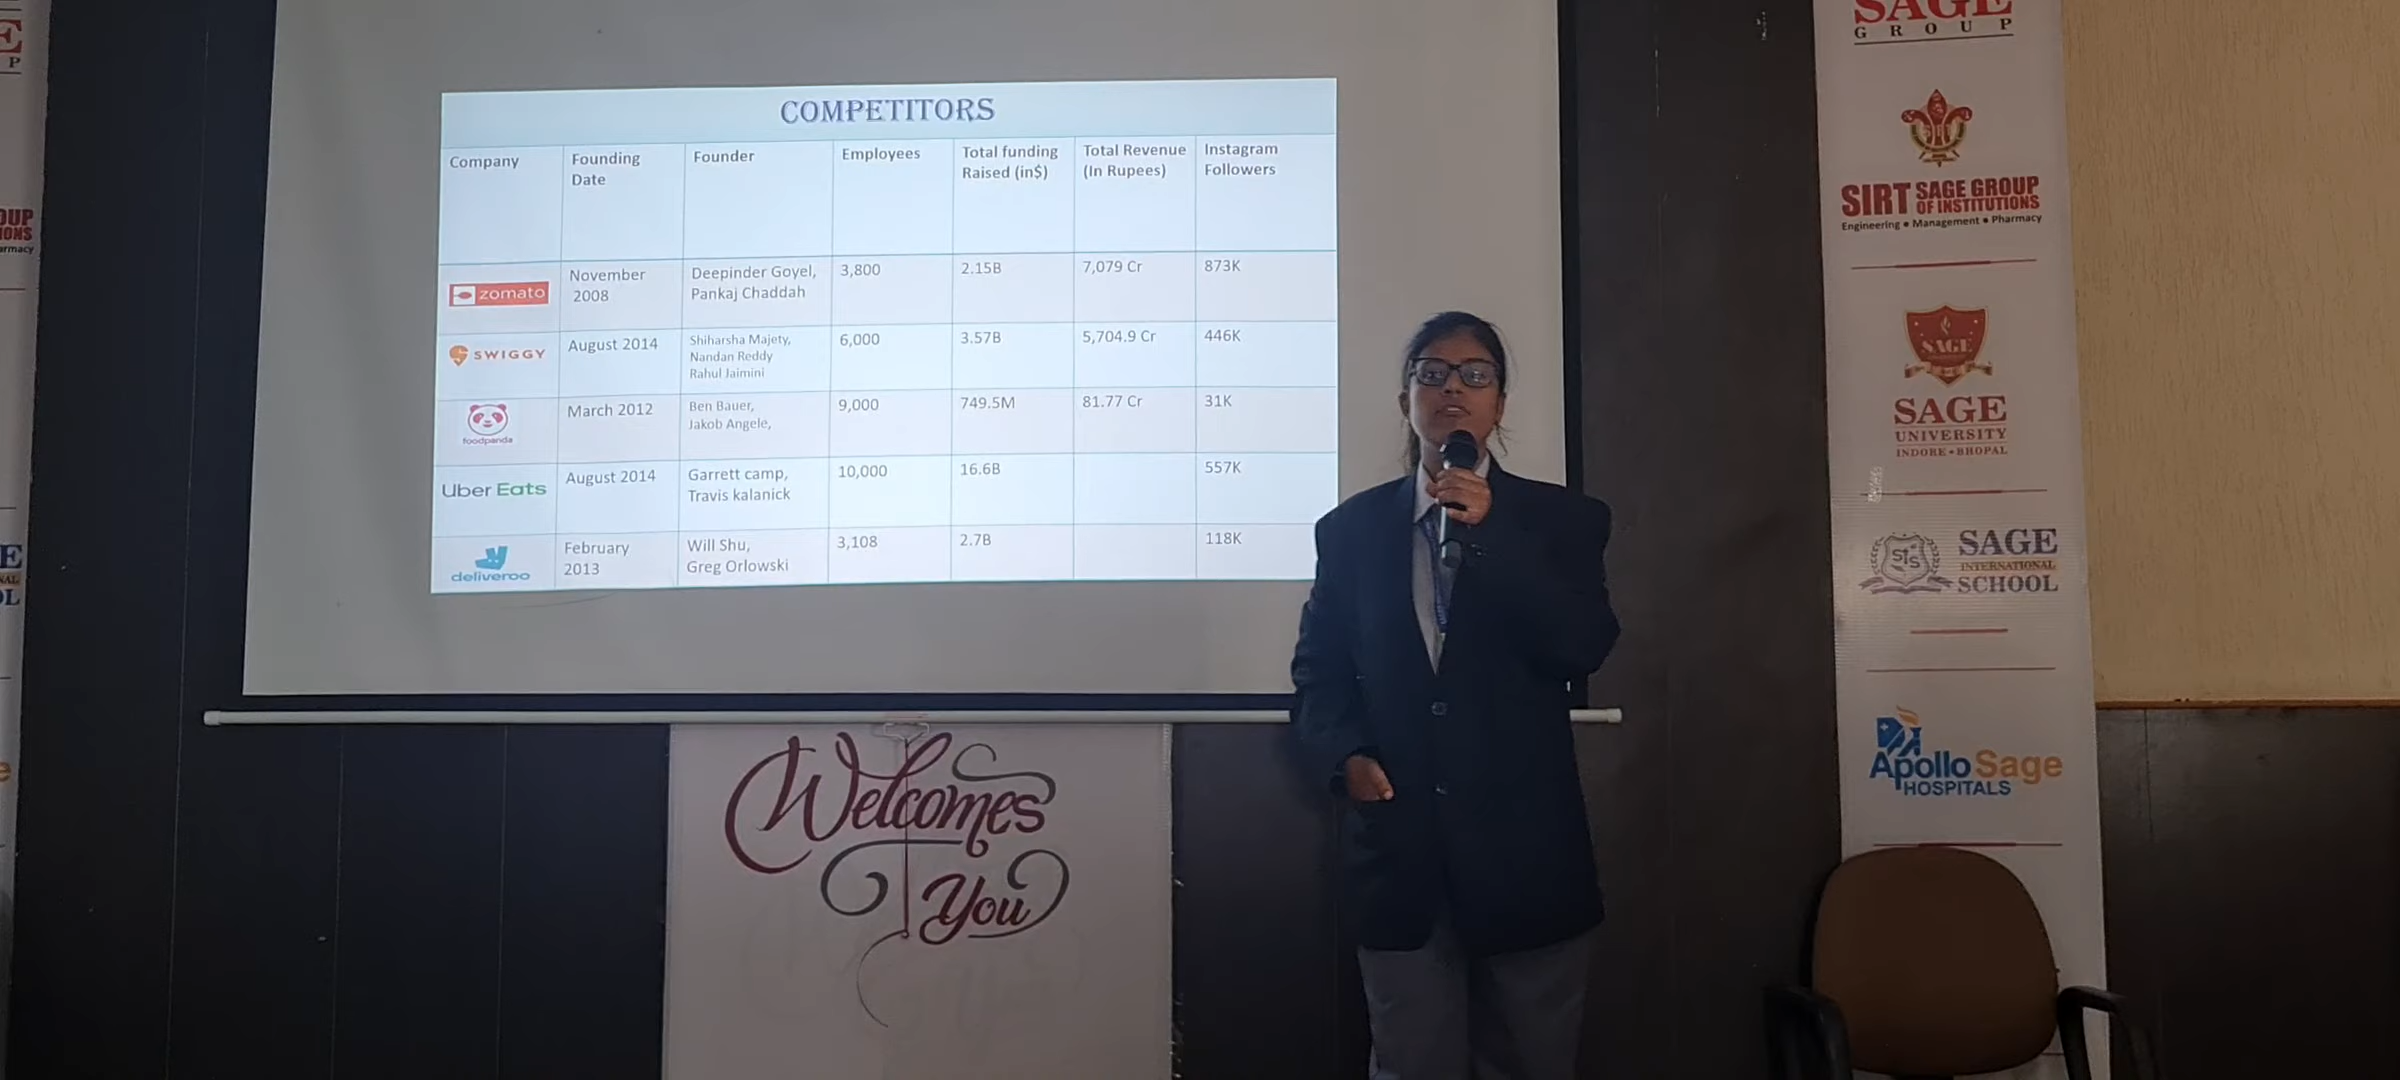 COMPETITORS
Company
Founding
Date
Founder
Employees
Total funding
Raised (in$)
Total Revenue
(In Rupees)
Instagram
Followers
zomato
November
2008
Deepinder Goyel,
Pankaj Chaddah
3,800
2.15B
7,079 Cr
873K
SWIGGY
August 2014
Shiharsha Majety,
Nandan Reddy
Rahul Jaimini
6,000
3.57B
5,704.9 Cr
446K
foodpanda
March 2012
Ben Bauer,
Jakob Angele,
9,000
749.5M
81.77 Cr
31K
Uber Eats
August 2014
Garrett camp,
Travis kalanick
10,000
16.6B
557K
deliveroo
February
2013
Will Shu,
Greg Orlowski
3,108
2.7B
118K
Welcomes
You
SAGE
GROUP
SIRT SAGE GROUP
OF INSTITUTIONS
Engineering • Management • Pharmacy
SAGE
SAGE
UNIVERSITY
INDORE • BHOPAL
SIS
SAGE
INTERNATIONAL
SCHOOL
Apollo Sage
HOSPITALS